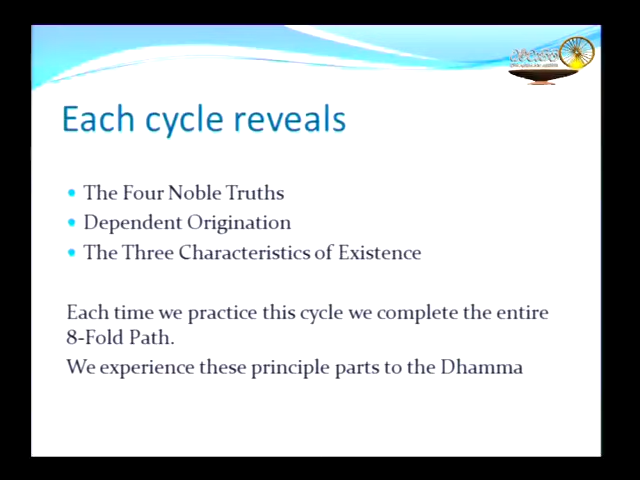 Each cycle reveals
The Four Noble Truths
Dependent Origination
The Three Characteristics of Existence
Each time we practice this cycle we complete the entire
8-Fold Path.
We experience these principle parts to the Dhamma